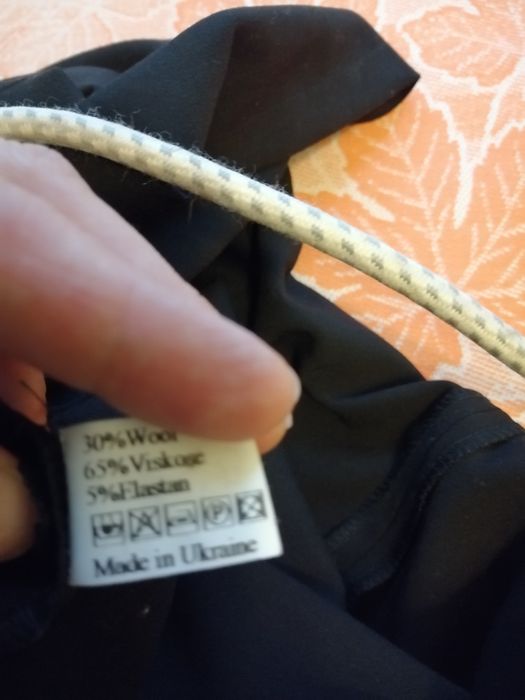 30%Wool
65%Viskose
5%Elastan
Made in Ukraine